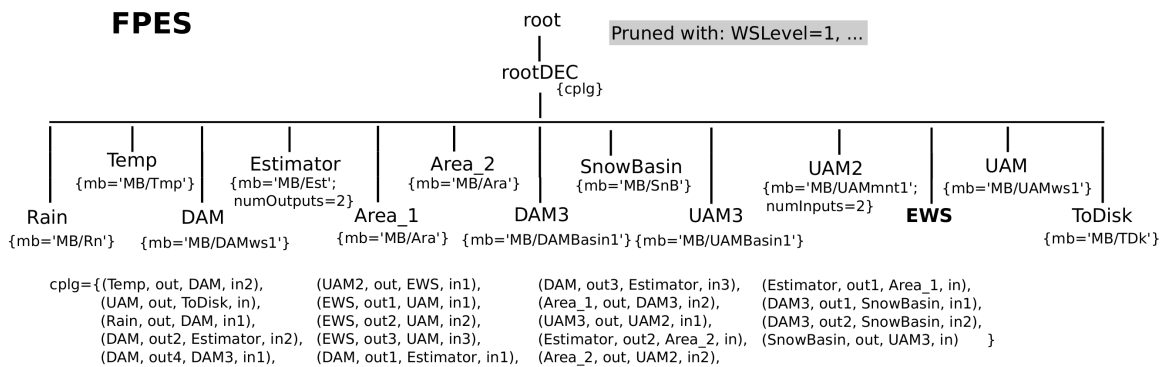 FPES
root
Pruned with: WSLevel=1, ...
rootDEC
{cplg}
Temp
{mb='MB/Tmp'}
Estimator
{mb='MB/Est';
numOutputs=2}
Area_2
{mb='MB/Ara'}
SnowBasin
{mb='MB/SnB'}
UAM2
{mb='MB/UAMmnt1';
numInputs=2}
UAM
{mb='MB/UAMws1'}
Rain
{mb='MB/Rn'}
DAM
{mb='MB/DAMws1'}
Area_1
{mb='MB/Ara'}
DAM3
{mb='MB/DAMBasin1'}
UAM3
{mb='MB/UAMBasin1'}
EWS
ToDisk
{mb='MB/TDk'}
cplg={(Temp, out, DAM, in2),
(UAM, out, ToDisk, in),
(Rain, out, DAM, in1),
(DAM, out2, Estimator, in2),
(DAM, out4, DAM3, in1),
(UAM2, out, EWS, in1),
(EWS, out1, UAM, in1),
(EWS, out2, UAM, in2),
(EWS, out3, UAM, in3),
(DAM, out1, Estimator, in1),
(DAM, out3, Estimator, in3),
(Area_1, out, DAM3, in2),
(UAM3, out, UAM2, in1),
(Estimator, out2, Area_2, in),
(Area_2, out, UAM2, in2),
(Estimator, out1, Area_1, in),
(DAM3, out1, SnowBasin, in1),
(DAM3, out2, SnowBasin, in2),
(SnowBasin, out, UAM3, in) }